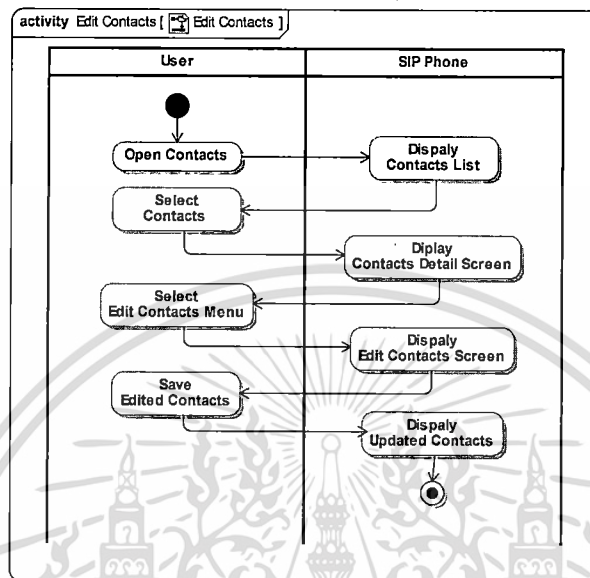 activity Edit Contacts [ Edit Contacts ]
User
SIP Phone
Open Contacts
Dispaly
Contacts List
Select
Contacts
Diplay
Contacts Detail Screen
Select
Edit Contacts Menu
Dispaly
Edit Contacts Screen
Save
Edited Contacts
Dispaly
Updated Contacts